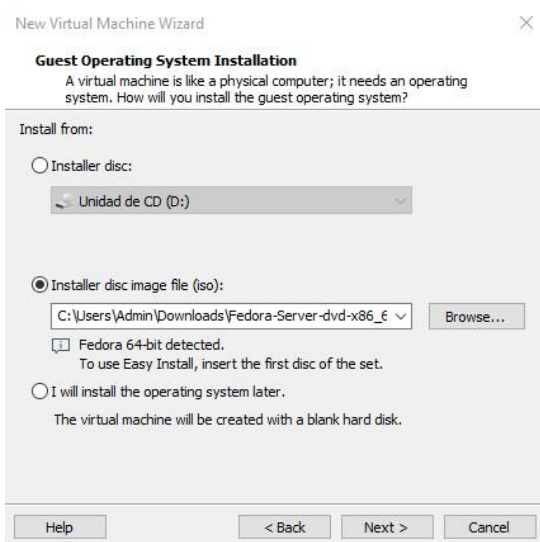 New Virtual Machine Wizard
Guest Operating System Installation
A virtual machine is like a physical computer; it needs an operating
system. How will you install the guest operating system?
Install from:
Installer disc:
Unidad de CD (D:)
Installer disc image file (iso):
C:\Users\Admin\Downloads\Fedora-Server-dvd-x86_6
Browse...
Fedora 64-bit detected.
To use Easy Install, insert the first disc of the set.
I will install the operating system later.
The virtual machine will be created with a blank hard disk.
Help
< Back
Next >
Cancel